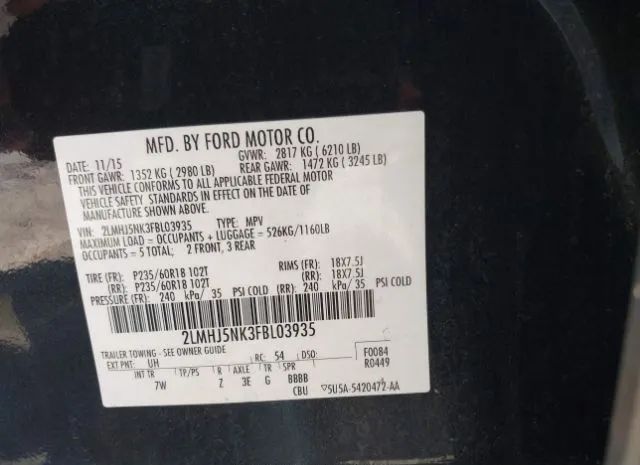 MFD. BY FORD MOTOR CO.
DATE: 11/15 GVWR: 2817 KG ( 6210 LB)
FRONT GAWR: 1352 KG ( 2980 LB) REAR GAWR: 1472 KG ( 3245 LB)
THIS VEHICLE CONFORMS TO ALL APPLICABLE FEDERAL MOTOR
VEHICLE SAFETY STANDARDS IN EFFECT ON THE DATE OF
MANUFACTURE SHOWN ABOVE.
VIN: 2LMHJ5NK3FBL03935 TYPE: MPV
MAXIMUM LOAD = OCCUPANTS + LUGGAGE = 526KG/1160LB
OCCUPANTS = 5 TOTAL; 2 FRONT, 3 REAR
TIRE (FR): P235/60R18 102T RIMS (FR): 18X7.5J
(RR): P235/60R18 102T (RR): 18X7.5J
PRESSURE (FR): 240 kPa/ 35 PSI COLD (RR): 240 kPa/ 35 PSI COLD
2LMHJ5NK3FBL03935
TRAILER TOWING - SEE OWNER GUIDE F0084
EXT PNT: UH RC: 54 DSO: R0449
INT TR TP/PS R AXLE TR SPR
7W Z 3E G BBBB
CBU 5U5A-5420472-AA